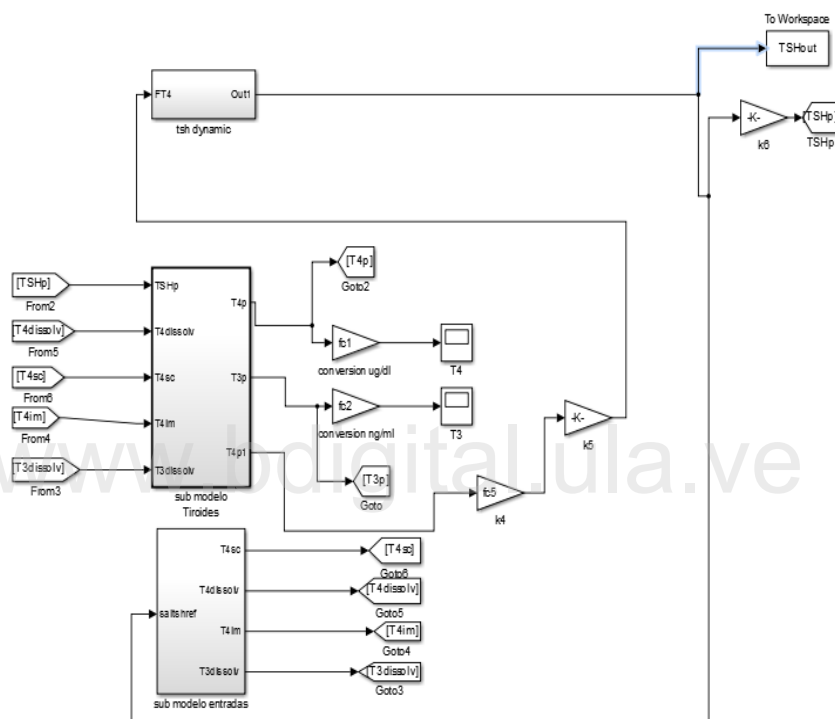 To Workspace
TSHout
FT4
Out1
tsh dynamic
-K-
k6
[TSHp]
TSHp
[T4p]
Goto2
[TSHp]
From2
[T4dissolv]
From5
[T4sc]
From6
[T4im]
From4
[T3dissolv]
From3
TSHp
T4dissolv
T4sc
T4im
T3dissolv
T4p
T3p
T4p1
sub modelo
Tiroides
fc1
conversion ug/dl
T4
fc2
conversion ng/ml
T3
[T3p]
Goto
-K-
k5
fc5
k4
www.bdigital.ula.ve
saltshref
T4sc
T4dissolv
T4im
T3dissolv
sub modelo entradas
[T4sc]
Goto6
[T4dissolv]
Goto5
[T4im]
Goto4
[T3dissolv]
Goto3